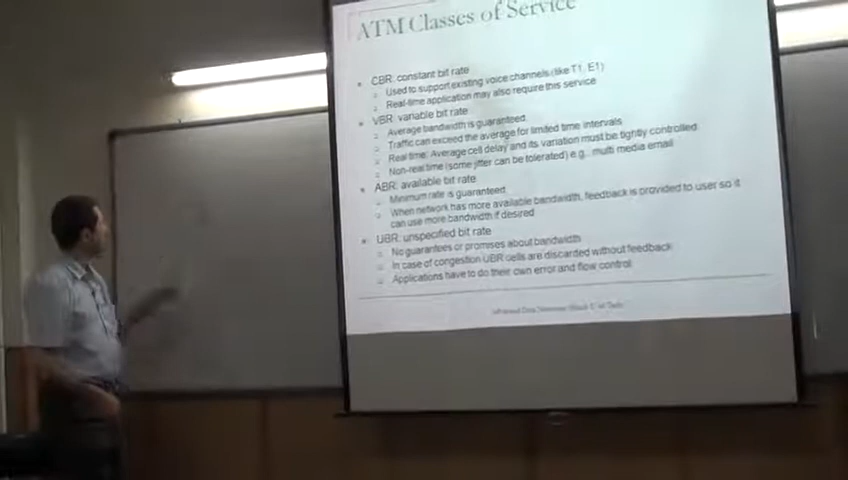 ATM Classes of Service
CBR: constant bit rate
Used to support existing voice channels (like T1, E1)
Real-time application may also require this service
VBR: variable bit rate
Average bandwidth is guaranteed
Traffic can exceed the average for limited time intervals
Real time: Average cell delay and its variation must be tightly controlled
Non-real time (some jitter can be tolerated) e.g., multi media email
ABR: available bit rate
Minimum rate is guaranteed
When network has more available bandwidth, feedback is provided to user so it
can use more bandwidth if desired
UBR: unspecified bit rate
No guarantees or promises about bandwidth
In case of congestion UBR cells are discarded without feedback
Applications have to do their own error and flow control